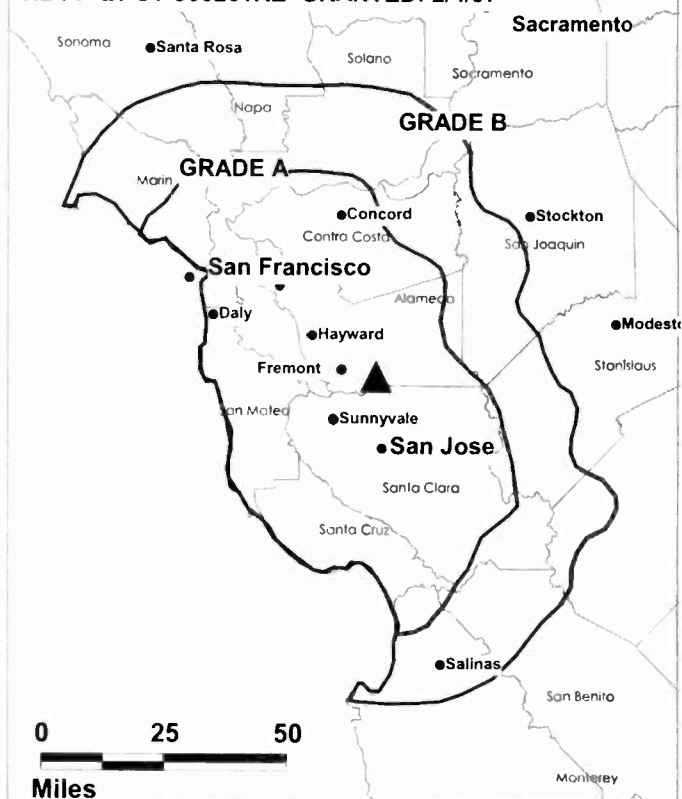 Sacramento
Sonoma
Santa Rosa
Solano
Sacramento
Napa
GRADE B
GRADE A
Marin
Concord
Stockton
Contra Costa
San Joaquin
San Francisco
Alameda
Daly
Hayward
Modesto
Fremont
Stanislaus
San Mateo
Sunnyvale
San Jose
Santa Clara
Santa Cruz
Salinas
San Benito
0 25 50
Miles
Monterey